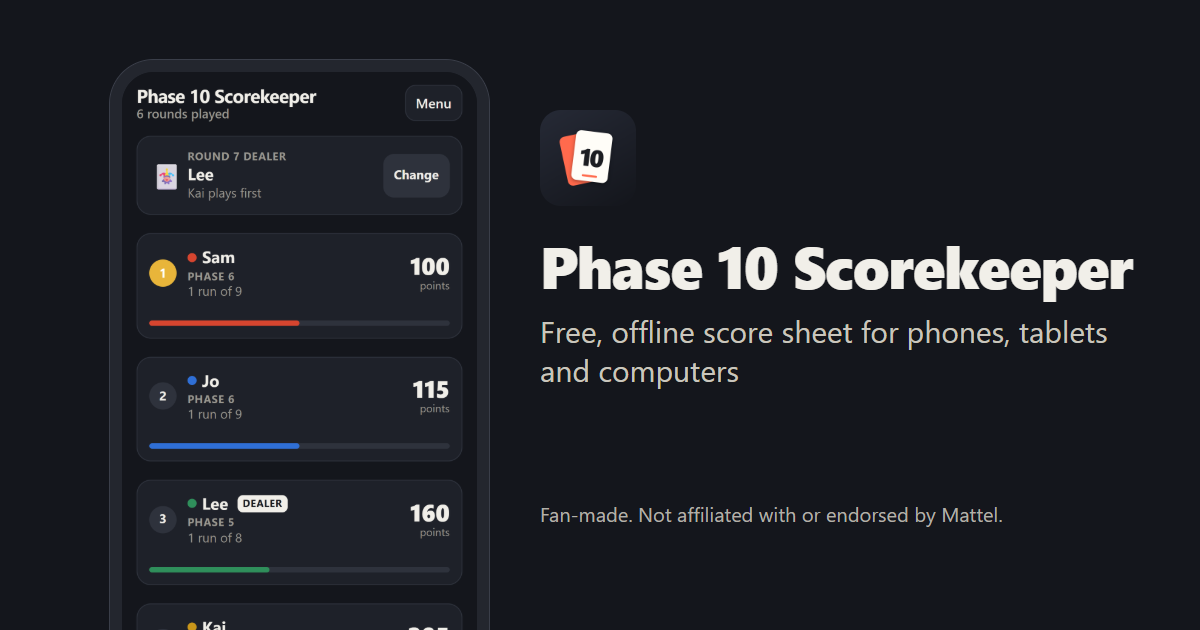 Phase 10 Scorekeeper
6 rounds played
Menu
ROUND 7 DEALER
Lee
Kai plays first
Change
1
Sam
PHASE 6
1 run of 9
100
points
2
Jo
PHASE 6
1 run of 9
115
points
3
Lee
DEALER
PHASE 5
1 run of 8
160
points
Kai
10
Phase 10 Scorekeeper
Free, offline score sheet for phones, tablets
and computers
Fan-made. Not affiliated with or endorsed by Mattel.